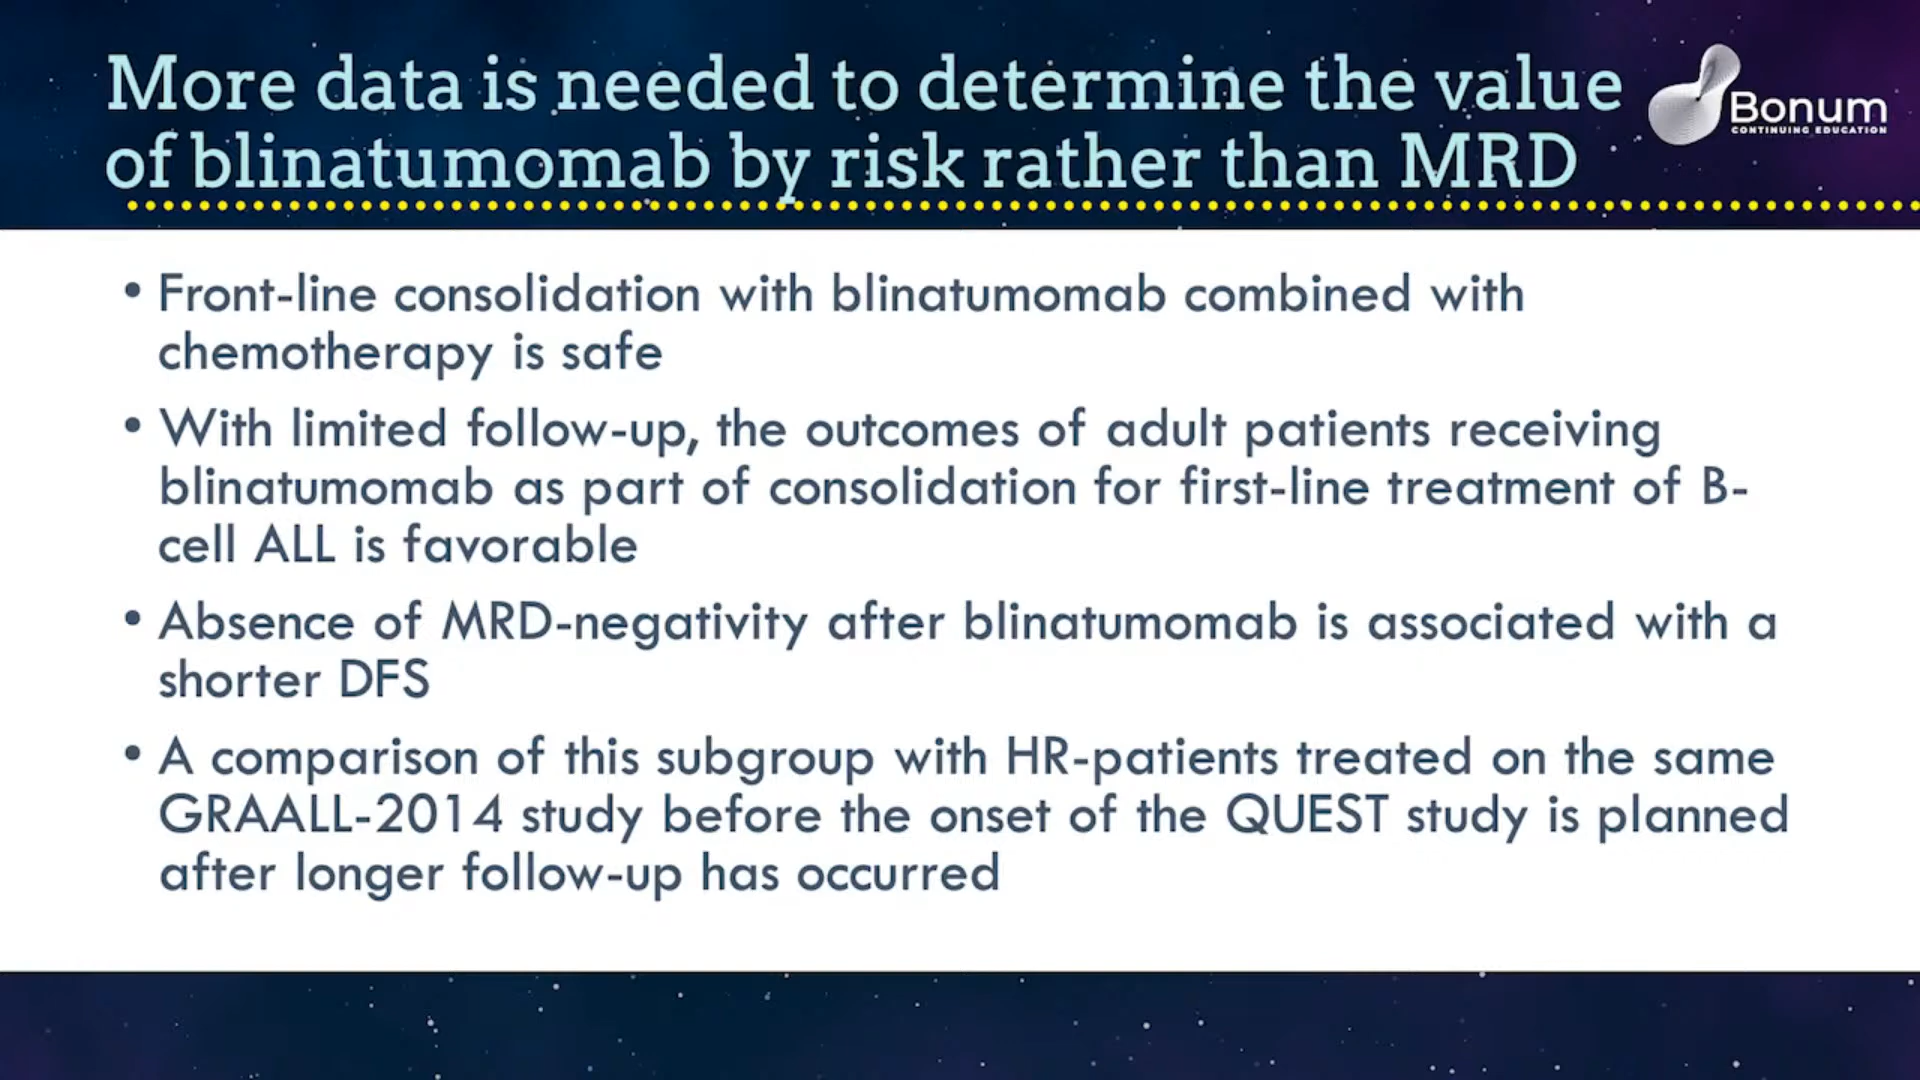 More data is needed to determine the value
of blinatumomab by risk rather than MRD
Bonum
CONTINUING EDUCATION
• Front-line consolidation with blinatumomab combined with
chemotherapy is safe
• With limited follow-up, the outcomes of adult patients receiving
blinatumomab as part of consolidation for first-line treatment of B-
cell ALL is favorable
• Absence of MRD-negativity after blinatumomab is associated with a
shorter DFS
• A comparison of this subgroup with HR-patients treated on the same
GRAALL-2014 study before the onset of the QUEST study is planned
after longer follow-up has occurred